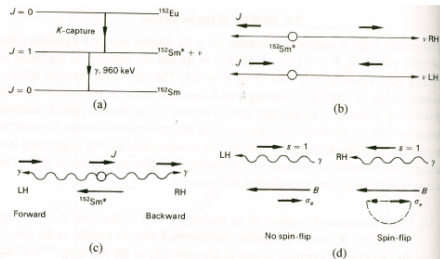 J = 0
¹⁵²Eu
K-capture
J = 1
¹⁵²Sm* + ν
γ, 960 keV
J = 0
¹⁵²Sm
(a)
J
ν RH
¹⁵²Sm*
J
ν LH
(b)
J
γ
γ
LH
¹⁵²Sm*
RH
Forward
Backward
(c)
LH
s = 1
γ
RH
s = 1
γ
B
σₑ
B
σₑ
No spin-flip
Spin-flip
(d)